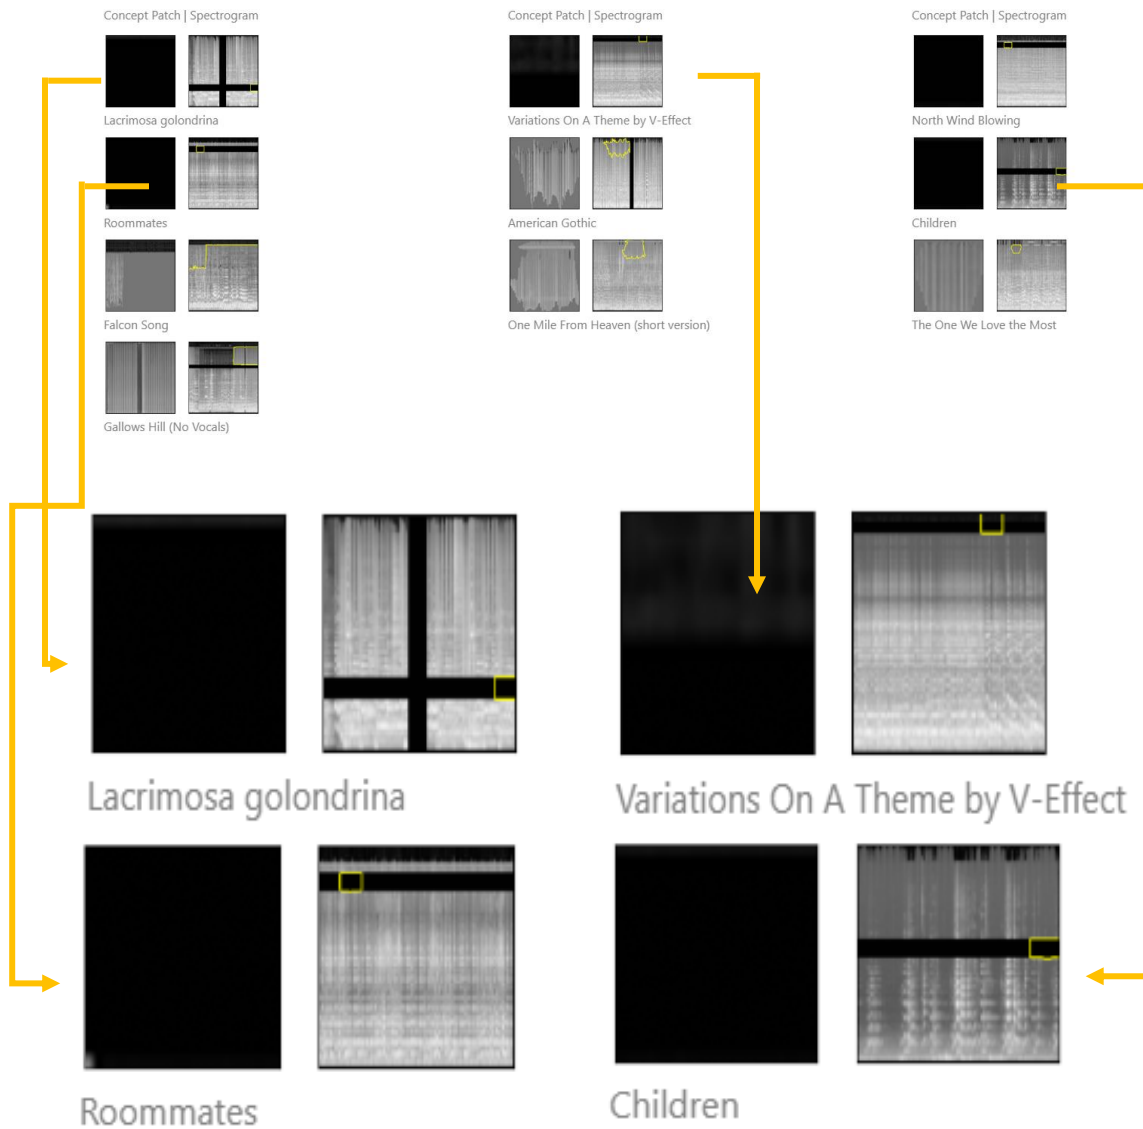 Concept Patch | Spectrogram
Lacrimosa golondrina
Roommates
Falcon Song
Gallows Hill (No Vocals)
Concept Patch | Spectrogram
Variations On A Theme by V-Effect
American Gothic
One Mile From Heaven (short version)
Concept Patch | Spectrogram
North Wind Blowing
Children
The One We Love the Most
Lacrimosa golondrina
Variations On A Theme by V-Effect
Roommates
Children